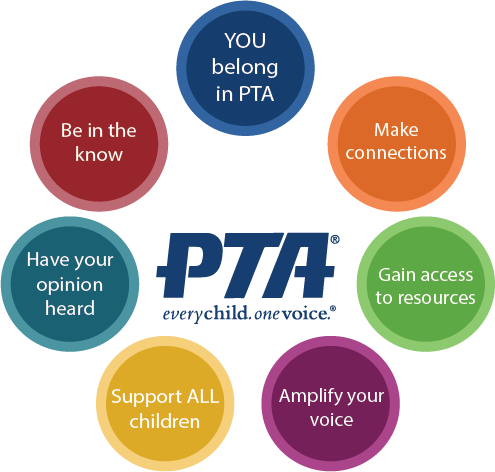 YOU
belong
in PTA
Make
connections
Gain access
to resources
Amplify your
voice
Support ALL
children
Have your
opinion
heard
Be in the
know
PTA®
everychild.onevoice.®